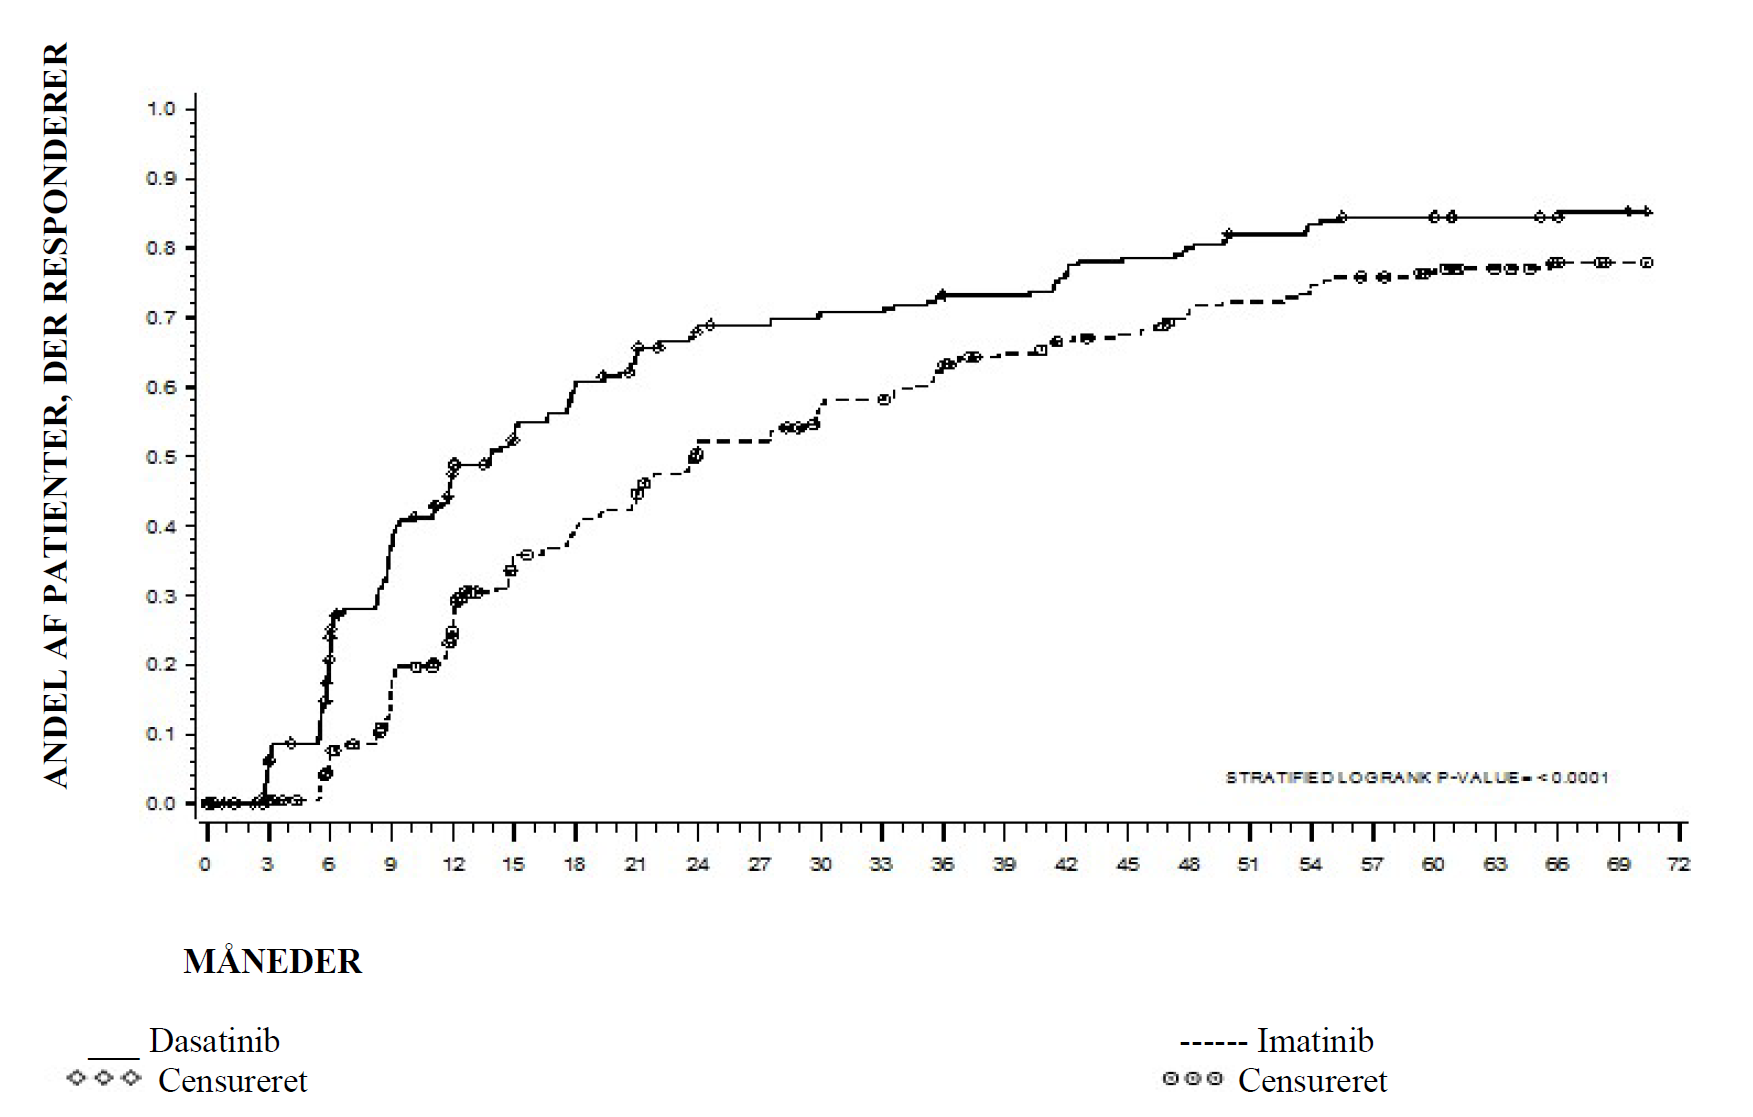 ANDEL AF PATIENTER, DER RESPONDERER
1.0
0.9
0.8
0.7
0.6
0.5
0.4
0.3
0.2
0.1
0.0
STRATIFIED LOGRANK P-VALUE = <0.0001
0 3 6 9 12 15 18 21 24 27 30 33 36 39 42 45 48 51 54 57 60 63 66 69 72
MÅNEDER
Dasatinib
Imatinib
Censureret
Censureret